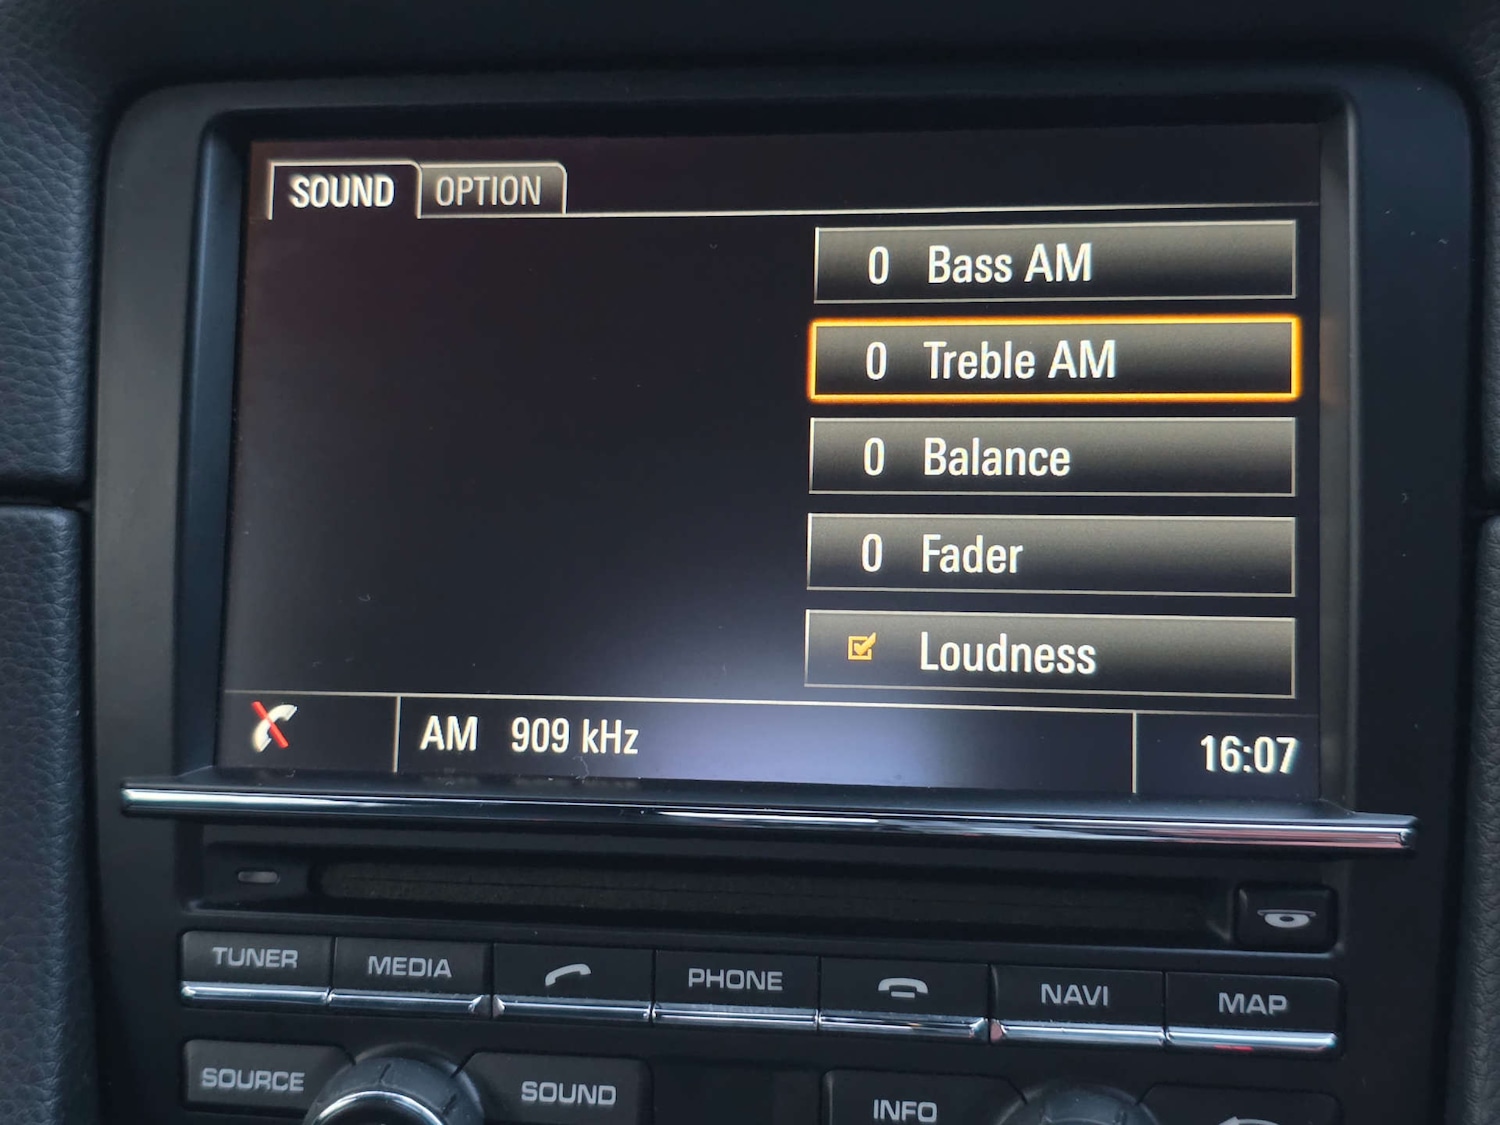 SOUND OPTION
0 Bass AM
0 Treble AM
0 Balance
0 Fader
Loudness
AM 909 kHz 16:07
TUNER MEDIA PHONE NAVI MAP
SOURCE SOUND INFO